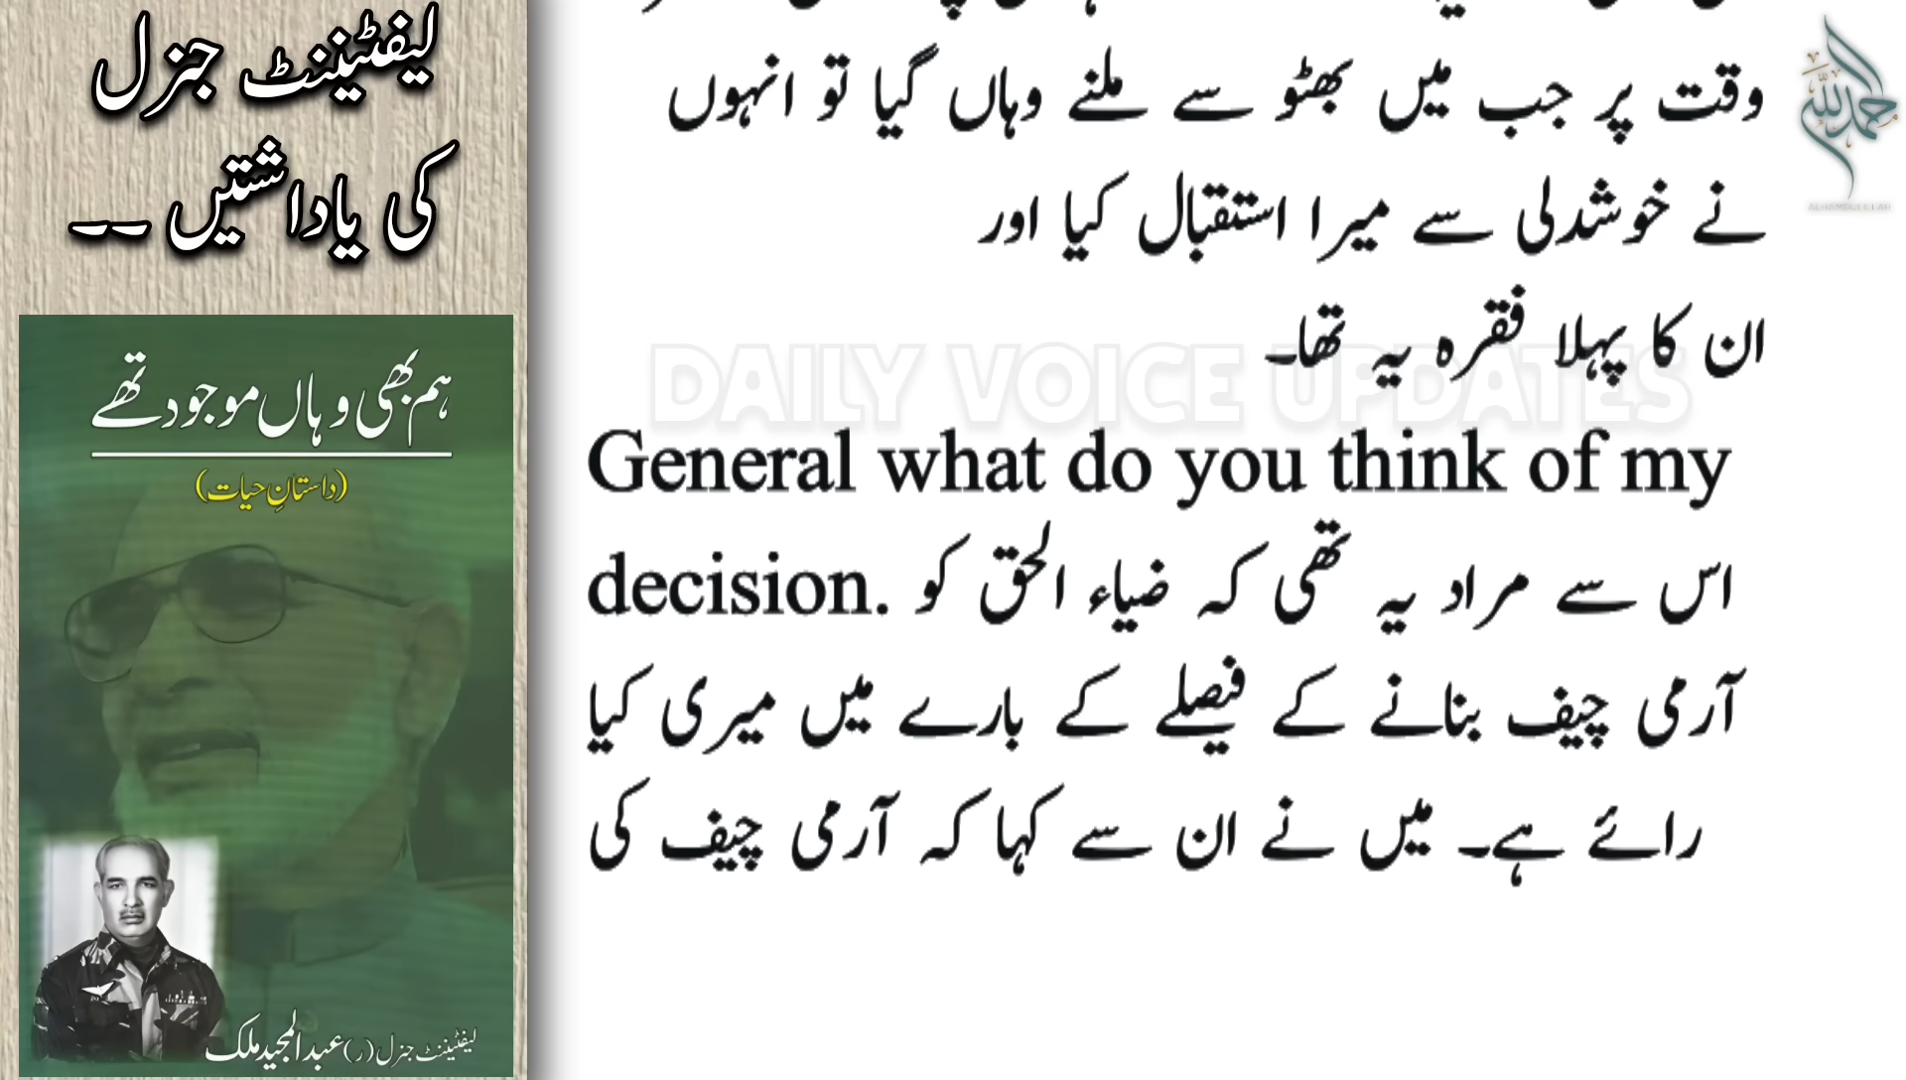 لیفٹیننٹ جنرل
کی یاداشتیں ۔۔
ہم بھی وہاں موجود تھے
(داستانِ حیات)
لیفٹیننٹ جنرل (ر) عبدالمجید ملک
وقت پر جب میں بھٹو سے ملنے وہاں گیا تو انہوں
نے خوشدلی سے میرا استقبال کیا اور
ان کا پہلا فقرہ یہ تھا۔
DAILY VOICE UPDATES
General what do you think of my
decision. اس سے مراد یہ تھی کہ ضیاء الحق کو
آرمی چیف بنانے کے فیصلے کے بارے میں میری کیا
رائے ہے۔ میں نے ان سے کہا کہ آرمی چیف کی
الحمدللہ
ALHAMDULILLAH